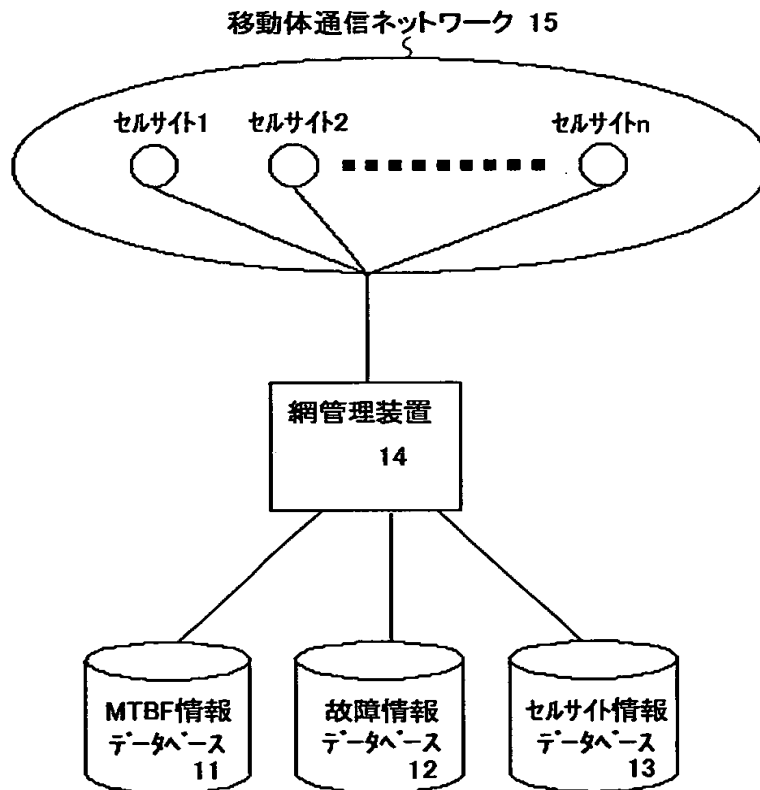 移動体通信ネットワーク 15
セルサイト1 セルサイト2 セルサイトn
網管理装置
14
MTBF情報
データベース
11
故障情報
データベース
12
セルサイト情報
データベース
13